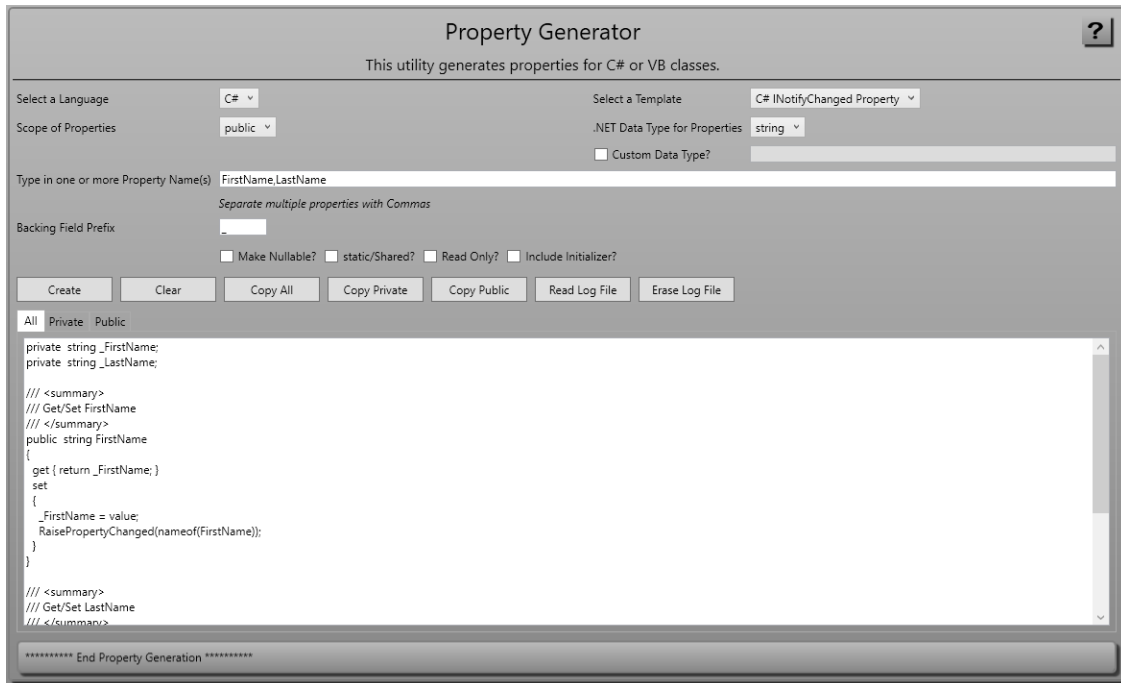 Property Generator
?
This utility generates properties for C# or VB classes.
Select a Language C# Select a Template C# INotifyChanged Property
Scope of Properties public .NET Data Type for Properties string
Custom Data Type?
Type in one or more Property Name(s) FirstName,LastName
Separate multiple properties with Commas
Backing Field Prefix _
Make Nullable? static/Shared? Read Only? Include Initializer?
Create Clear Copy All Copy Private Copy Public Read Log File Erase Log File
All Private Public
private  string _FirstName;
private  string _LastName;
/// <summary>
/// Get/Set FirstName
/// </summary>
public  string FirstName
{
get { return _FirstName; }
set
{
_FirstName = value;
RaisePropertyChanged(nameof(FirstName));
}
}
/// <summary>
/// Get/Set LastName
/// </summary>
********** End Property Generation **********